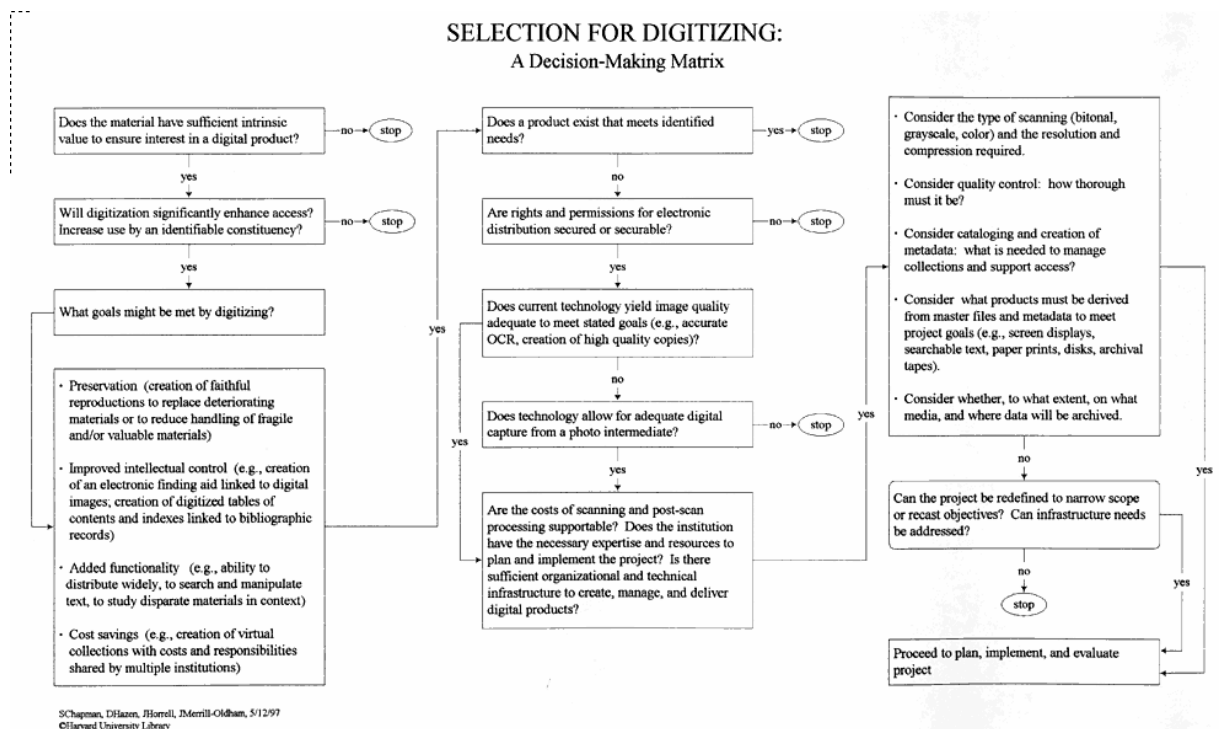 SELECTION FOR DIGITIZING:
A Decision-Making Matrix
Does the material have sufficient intrinsic
value to ensure interest in a digital product?
no
stop
yes
Will digitization significantly enhance access?
Increase use by an identifiable constituency?
no
stop
yes
What goals might be met by digitizing?
· Preservation (creation of faithful
reproductions to replace deteriorating
materials or to reduce handling of fragile
and/or valuable materials)
· Improved intellectual control (e.g., creation
of an electronic finding aid linked to digital
images; creation of digitized tables of
contents and indexes linked to bibliographic
records)
· Added functionality (e.g., ability to
distribute widely, to search and manipulate
text, to study disparate materials in context)
· Cost savings (e.g., creation of virtual
collections with costs and responsibilities
shared by multiple institutions)
yes
Does a product exist that meets identified
needs?
yes
stop
no
Are rights and permissions for electronic
distribution secured or securable?
no
stop
yes
Does current technology yield image quality
adequate to meet stated goals (e.g., accurate
OCR, creation of high quality copies)?
no
yes
Does technology allow for adequate digital
capture from a photo intermediate?
no
stop
yes
Are the costs of scanning and post-scan
processing supportable? Does the institution
have the necessary expertise and resources to
plan and implement the project? Is there
sufficient organizational and technical
infrastructure to create, manage, and deliver
digital products?
yes
· Consider the type of scanning (bitonal,
grayscale, color) and the resolution and
compression required.
· Consider quality control: how thorough
must it be?
· Consider cataloging and creation of
metadata: what is needed to manage
collections and support access?
· Consider what products must be derived
from master files and metadata to meet
project goals (e.g., screen displays,
searchable text, paper prints, disks, archival
tapes).
· Consider whether, to what extent, on what
media, and where data will be archived.
no
yes
Can the project be redefined to narrow scope
or recast objectives? Can infrastructure needs
be addressed?
no
yes
stop
Proceed to plan, implement, and evaluate
project
SChapman, DHazen, JHorrell, JMerrill-Oldham, 5/12/97
©Harvard University Library